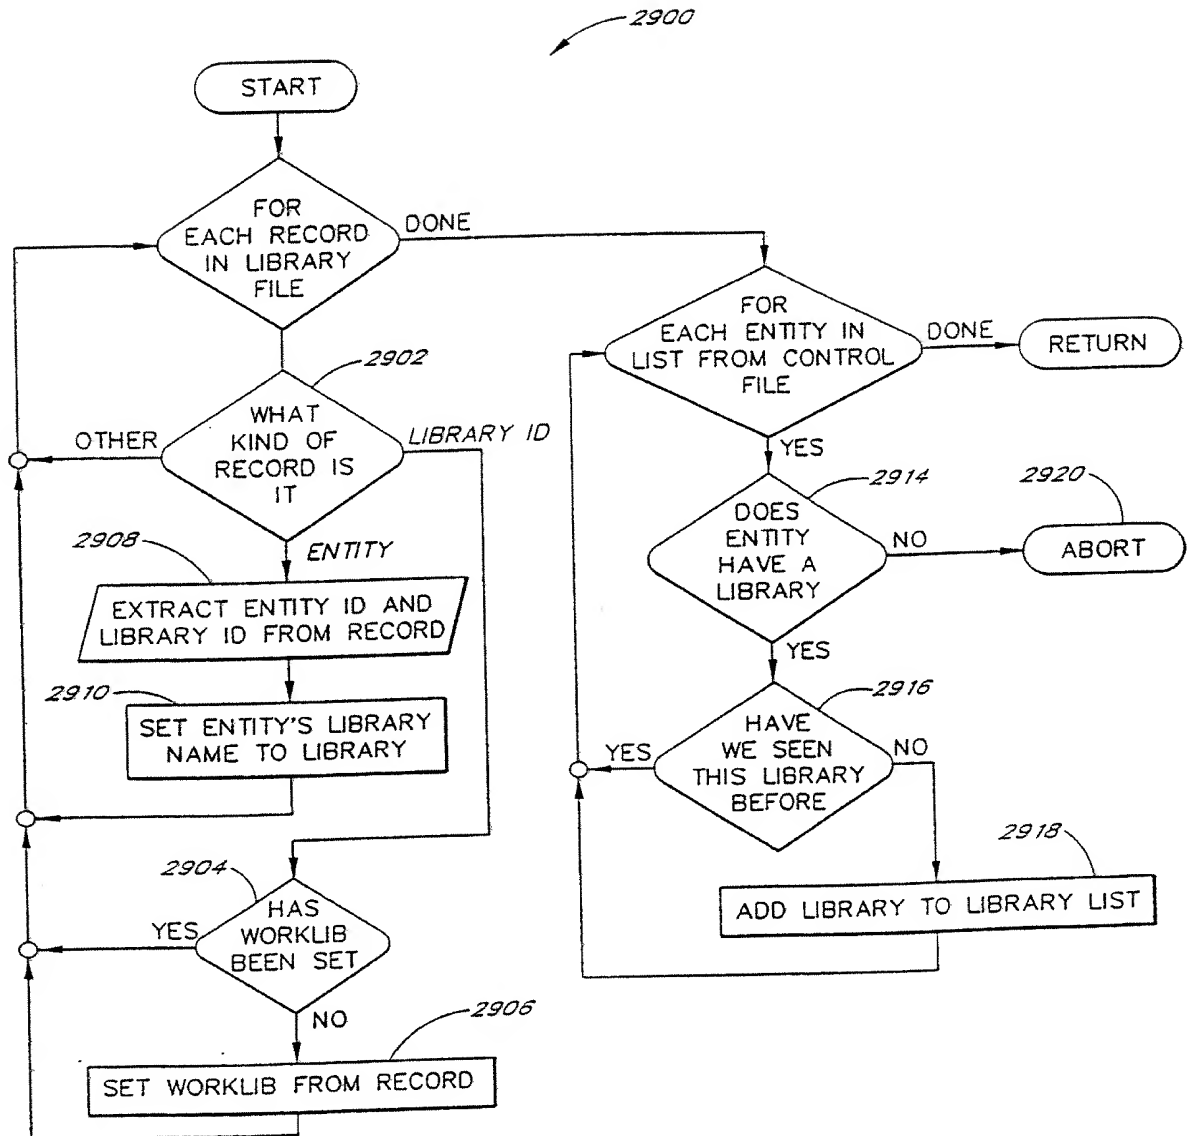 2900
START
FOR
EACH RECORD
IN LIBRARY
FILE
DONE
2902
WHAT
KIND OF
RECORD IS
IT
OTHER
LIBRARY ID
ENTITY
2908
EXTRACT ENTITY ID AND
LIBRARY ID FROM RECORD
2910
SET ENTITY'S LIBRARY
NAME TO LIBRARY
2904
HAS
WORKLIB
BEEN SET
YES
NO
2906
SET WORKLIB FROM RECORD
FOR
EACH ENTITY IN
LIST FROM CONTROL
FILE
DONE
RETURN
YES
2914
DOES
ENTITY
HAVE A
LIBRARY
NO
2920
ABORT
YES
2916
HAVE
WE SEEN
THIS LIBRARY
BEFORE
YES
NO
2918
ADD LIBRARY TO LIBRARY LIST